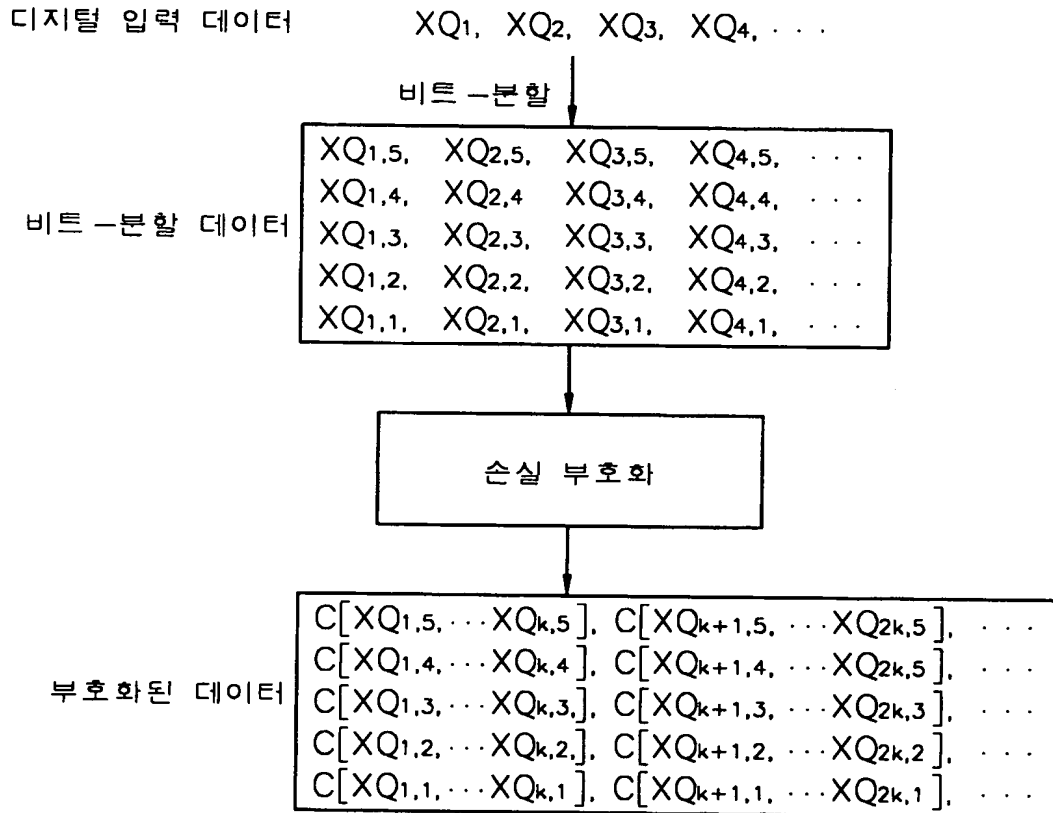 디지털 입력 데이터 XQ1, XQ2, XQ3, XQ4, · · ·
비트 —분할
XQ1,5, XQ2,5, XQ3,5, XQ4,5, · · ·
XQ1,4, XQ2,4 XQ3,4, XQ4,4, · · ·
비트 —분할 데이터
XQ1,3, XQ2,3, XQ3,3, XQ4,3, · · ·
XQ1,2, XQ2,2, XQ3,2, XQ4,2, · · ·
XQ1,1, XQ2,1, XQ3,1, XQ4,1, · · ·
손실 부호화
C[XQ1,5, · · · XQk,5], C[XQk+1,5, · · · XQ2k,5], · · ·
C[XQ1,4, · · · XQk,4], C[XQk+1,4, · · · XQ2k,5], · · ·
부호화된 데이터
C[XQ1,3, · · · XQk,3,], C[XQk+1,3, · · · XQ2k,3], · · ·
C[XQ1,2, · · · XQk,2,], C[XQk+1,2, · · · XQ2k,2], · · ·
C[XQ1,1, · · · XQk,1], C[XQk+1,1, · · · XQ2k,1], · · ·